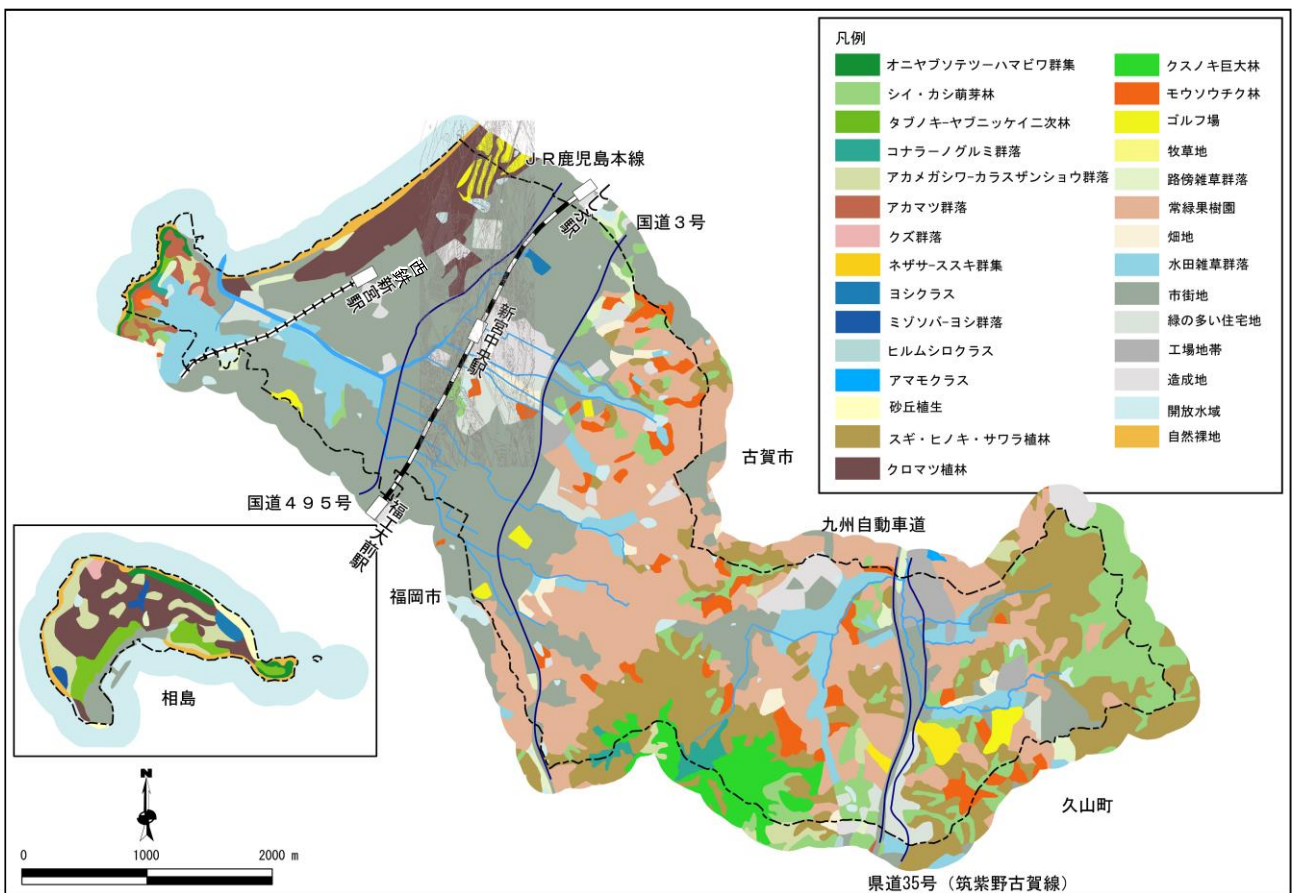 凡例
オニヤブソテツーハマビワ群集
シイ・カシ萌芽林
タブノキ-ヤブニッケイ二次林
コナラーノグルミ群落
アカメガシワ-カラスザンショウ群落
アカマツ群落
クズ群落
ネザサ-ススキ群集
ヨシクラス
ミゾソバ-ヨシ群落
ヒルムシロクラス
アマモクラス
砂丘植生
スギ・ヒノキ・サワラ植林
クロマツ植林
クスノキ巨大林
モウソウチク林
ゴルフ場
牧草地
路傍雑草群落
常緑果樹園
畑地
水田雑草群落
市街地
緑の多い住宅地
工場地帯
造成地
開放水域
自然裸地
JR鹿児島本線
ししぶ駅
国道3号
西鉄新宮駅
新宮中央駅
古賀市
国道495号
福工大前駅
九州自動車道
福岡市
相島
久山町
県道35号（筑紫野古賀線）
N
0 1000 2000 m